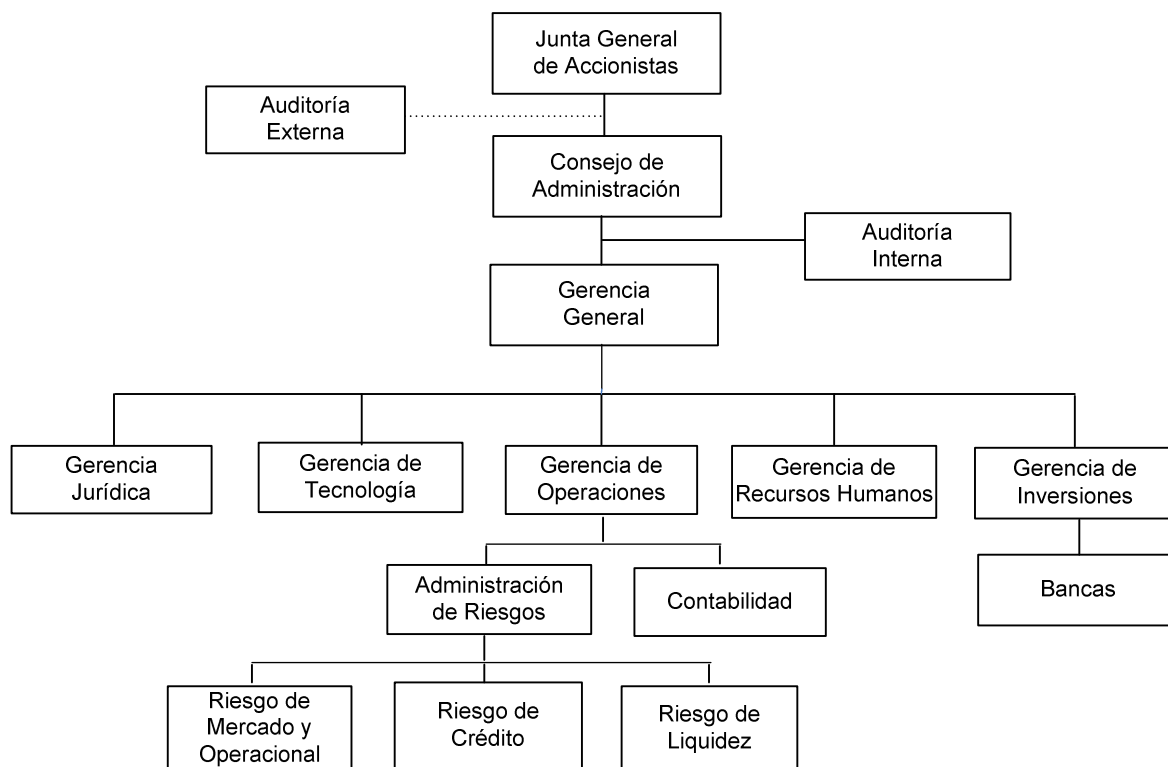 Junta General
de Accionistas
Auditoría
Externa
Consejo de
Administración
Auditoría
Interna
Gerencia
General
Gerencia
Jurídica
Gerencia de
Tecnología
Gerencia de
Operaciones
Gerencia de
Recursos Humanos
Gerencia de
Inversiones
Administración
de Riesgos
Contabilidad
Bancas
Riesgo de
Mercado y
Operacional
Riesgo de
Crédito
Riesgo de
Liquidez